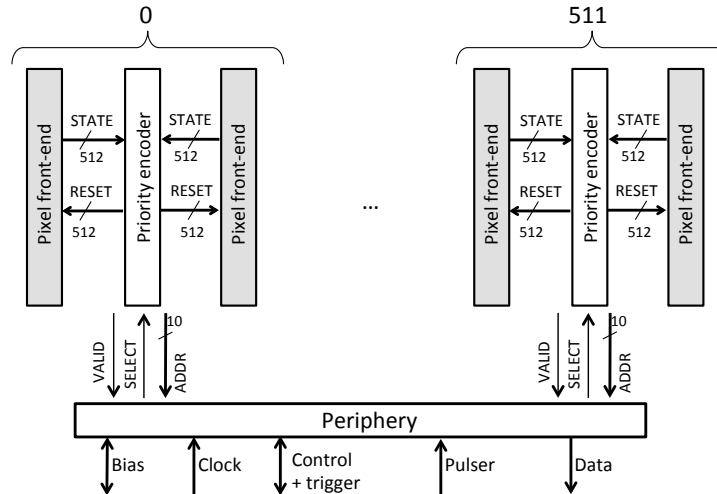 0
511
Pixel front-end
STATE
512
RESET
512
Priority encoder
STATE
512
RESET
512
Pixel front-end
...
Pixel front-end
STATE
512
RESET
512
Priority encoder
STATE
512
RESET
512
Pixel front-end
VALID
SELECT
10
ADDR
VALID
SELECT
10
ADDR
Periphery
Bias
Clock
Control
+ trigger
Pulser
Data